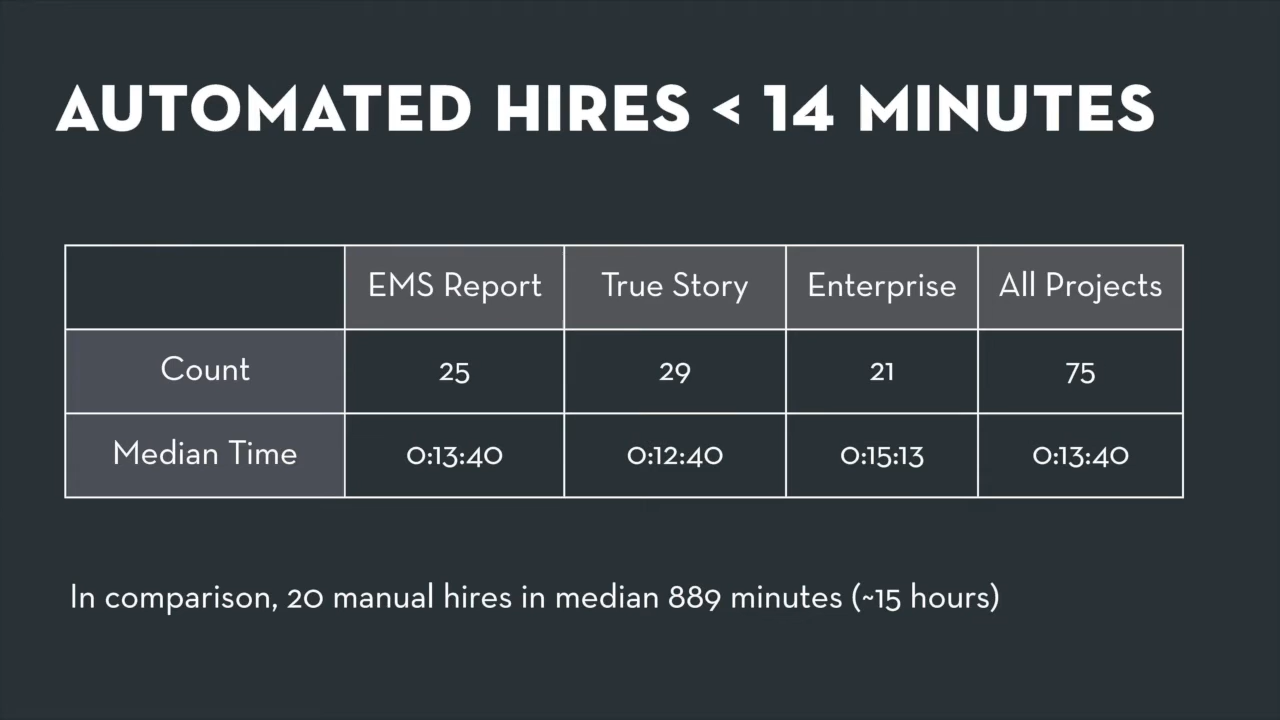 AUTOMATED HIRES < 14 MINUTES
EMS Report True Story Enterprise All Projects
Count 25 29 21 75
Median Time 0:13:40 0:12:40 0:15:13 0:13:40
In comparison, 20 manual hires in median 889 minutes (~15 hours)